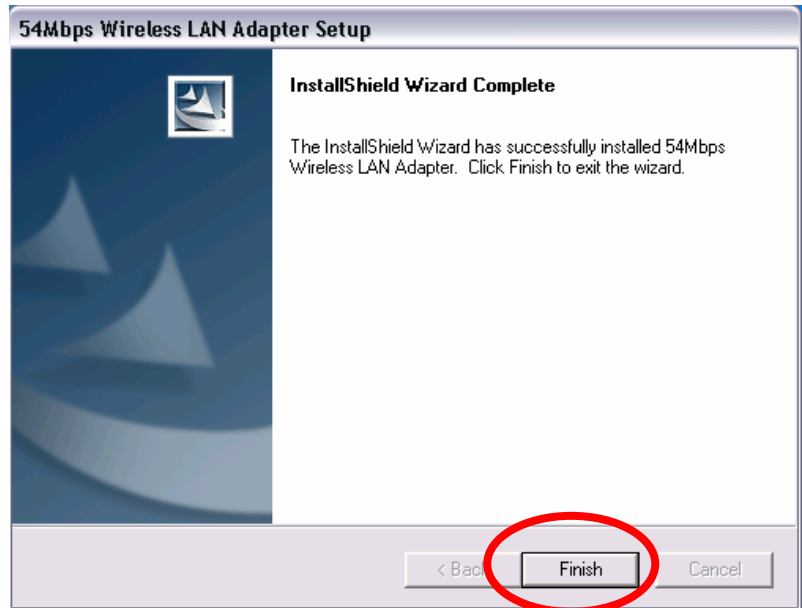 54Mbps Wireless LAN Adapter Setup
InstallShield Wizard Complete
The InstallShield Wizard has successfully installed 54Mbps
Wireless LAN Adapter. Click Finish to exit the wizard.
< Back Finish Cancel